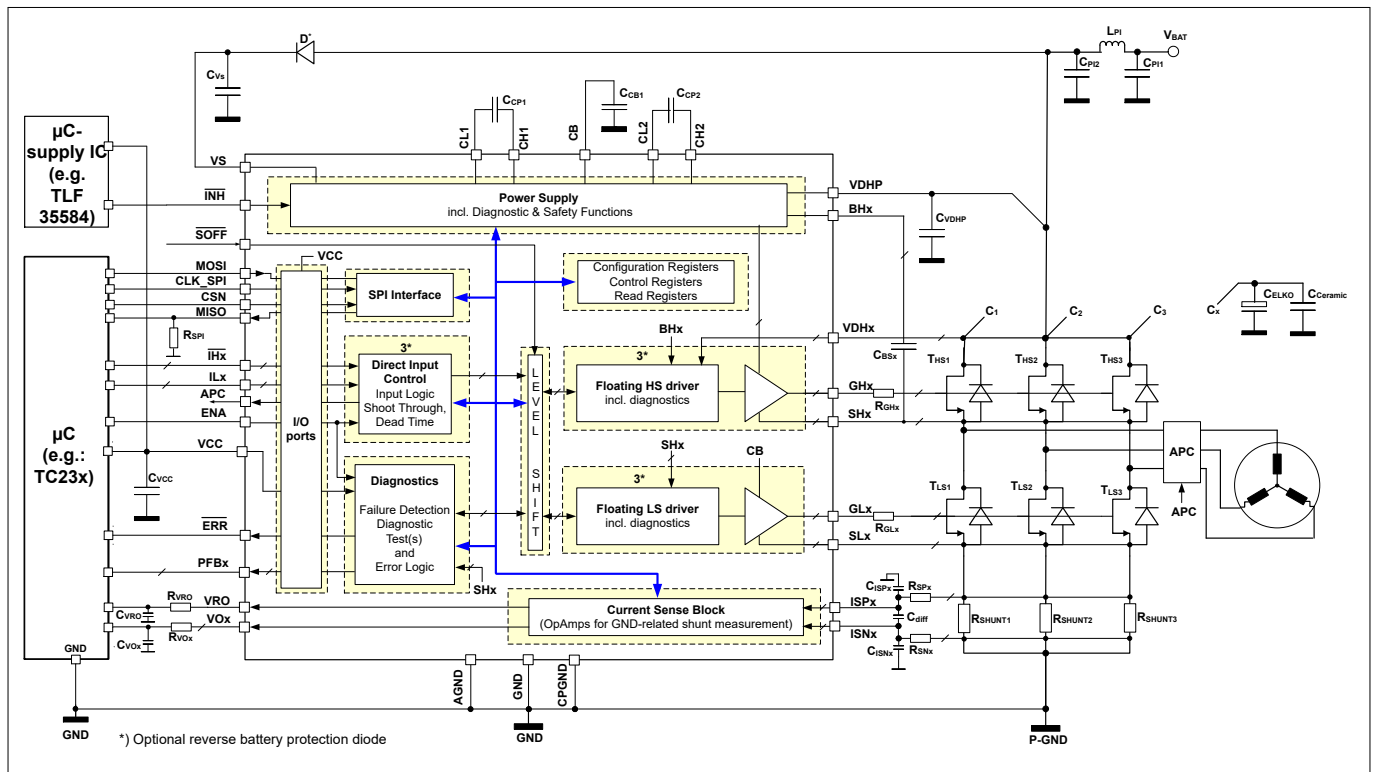 D*
LPI
VBAT
CVs
CPI2
CPI1
CCP1
CCB1
CCP2
CL1
CH1
CB
CL2
CH2
µC-
supply IC
(e.g.
TLF
35584)
VS
INH
Power Supply
incl. Diagnostic & Safety Functions
VDHP
BHx
CVDHP
SOFF
VCC
MOSI
CLK_SPI
CSN
MISO
RSPI
SPI Interface
Configuration Registers
Control Registers
Read Registers
CELKO
CCeramic
Cx
C1
C2
C3
µC
(e.g.:
TC23x)
IHx
ILx
APC
ENA
VCC
CVCC
I/O
ports
3*
Direct Input
Control
Input Logic
Shoot Through,
Dead Time
L
E
V
E
L
S
H
I
F
T
BHx
3*
Floating HS driver
incl. diagnostics
VDHx
CBSx
GHx
RGHx
SHx
THS1
THS2
THS3
APC
APC
Diagnostics
Failure Detection
Diagnostic
Test(s)
and
Error Logic
SHx
SHx
3*
Floating LS driver
incl. diagnostics
CB
GLx
RGLx
SLx
TLS1
TLS2
TLS3
ERR
PFBx
RVRO
VRO
CVRO
VOx
RVOx
CVOx
Current Sense Block
(OpAmps for GND-related shunt measurement)
ISPx
ISNx
CISPx
RSPx
Cdiff
CISNx
RSNx
RSHUNT1
RSHUNT2
RSHUNT3
GND
AGND
GND
CPGND
GND
GND
P-GND
*) Optional reverse battery protection diode